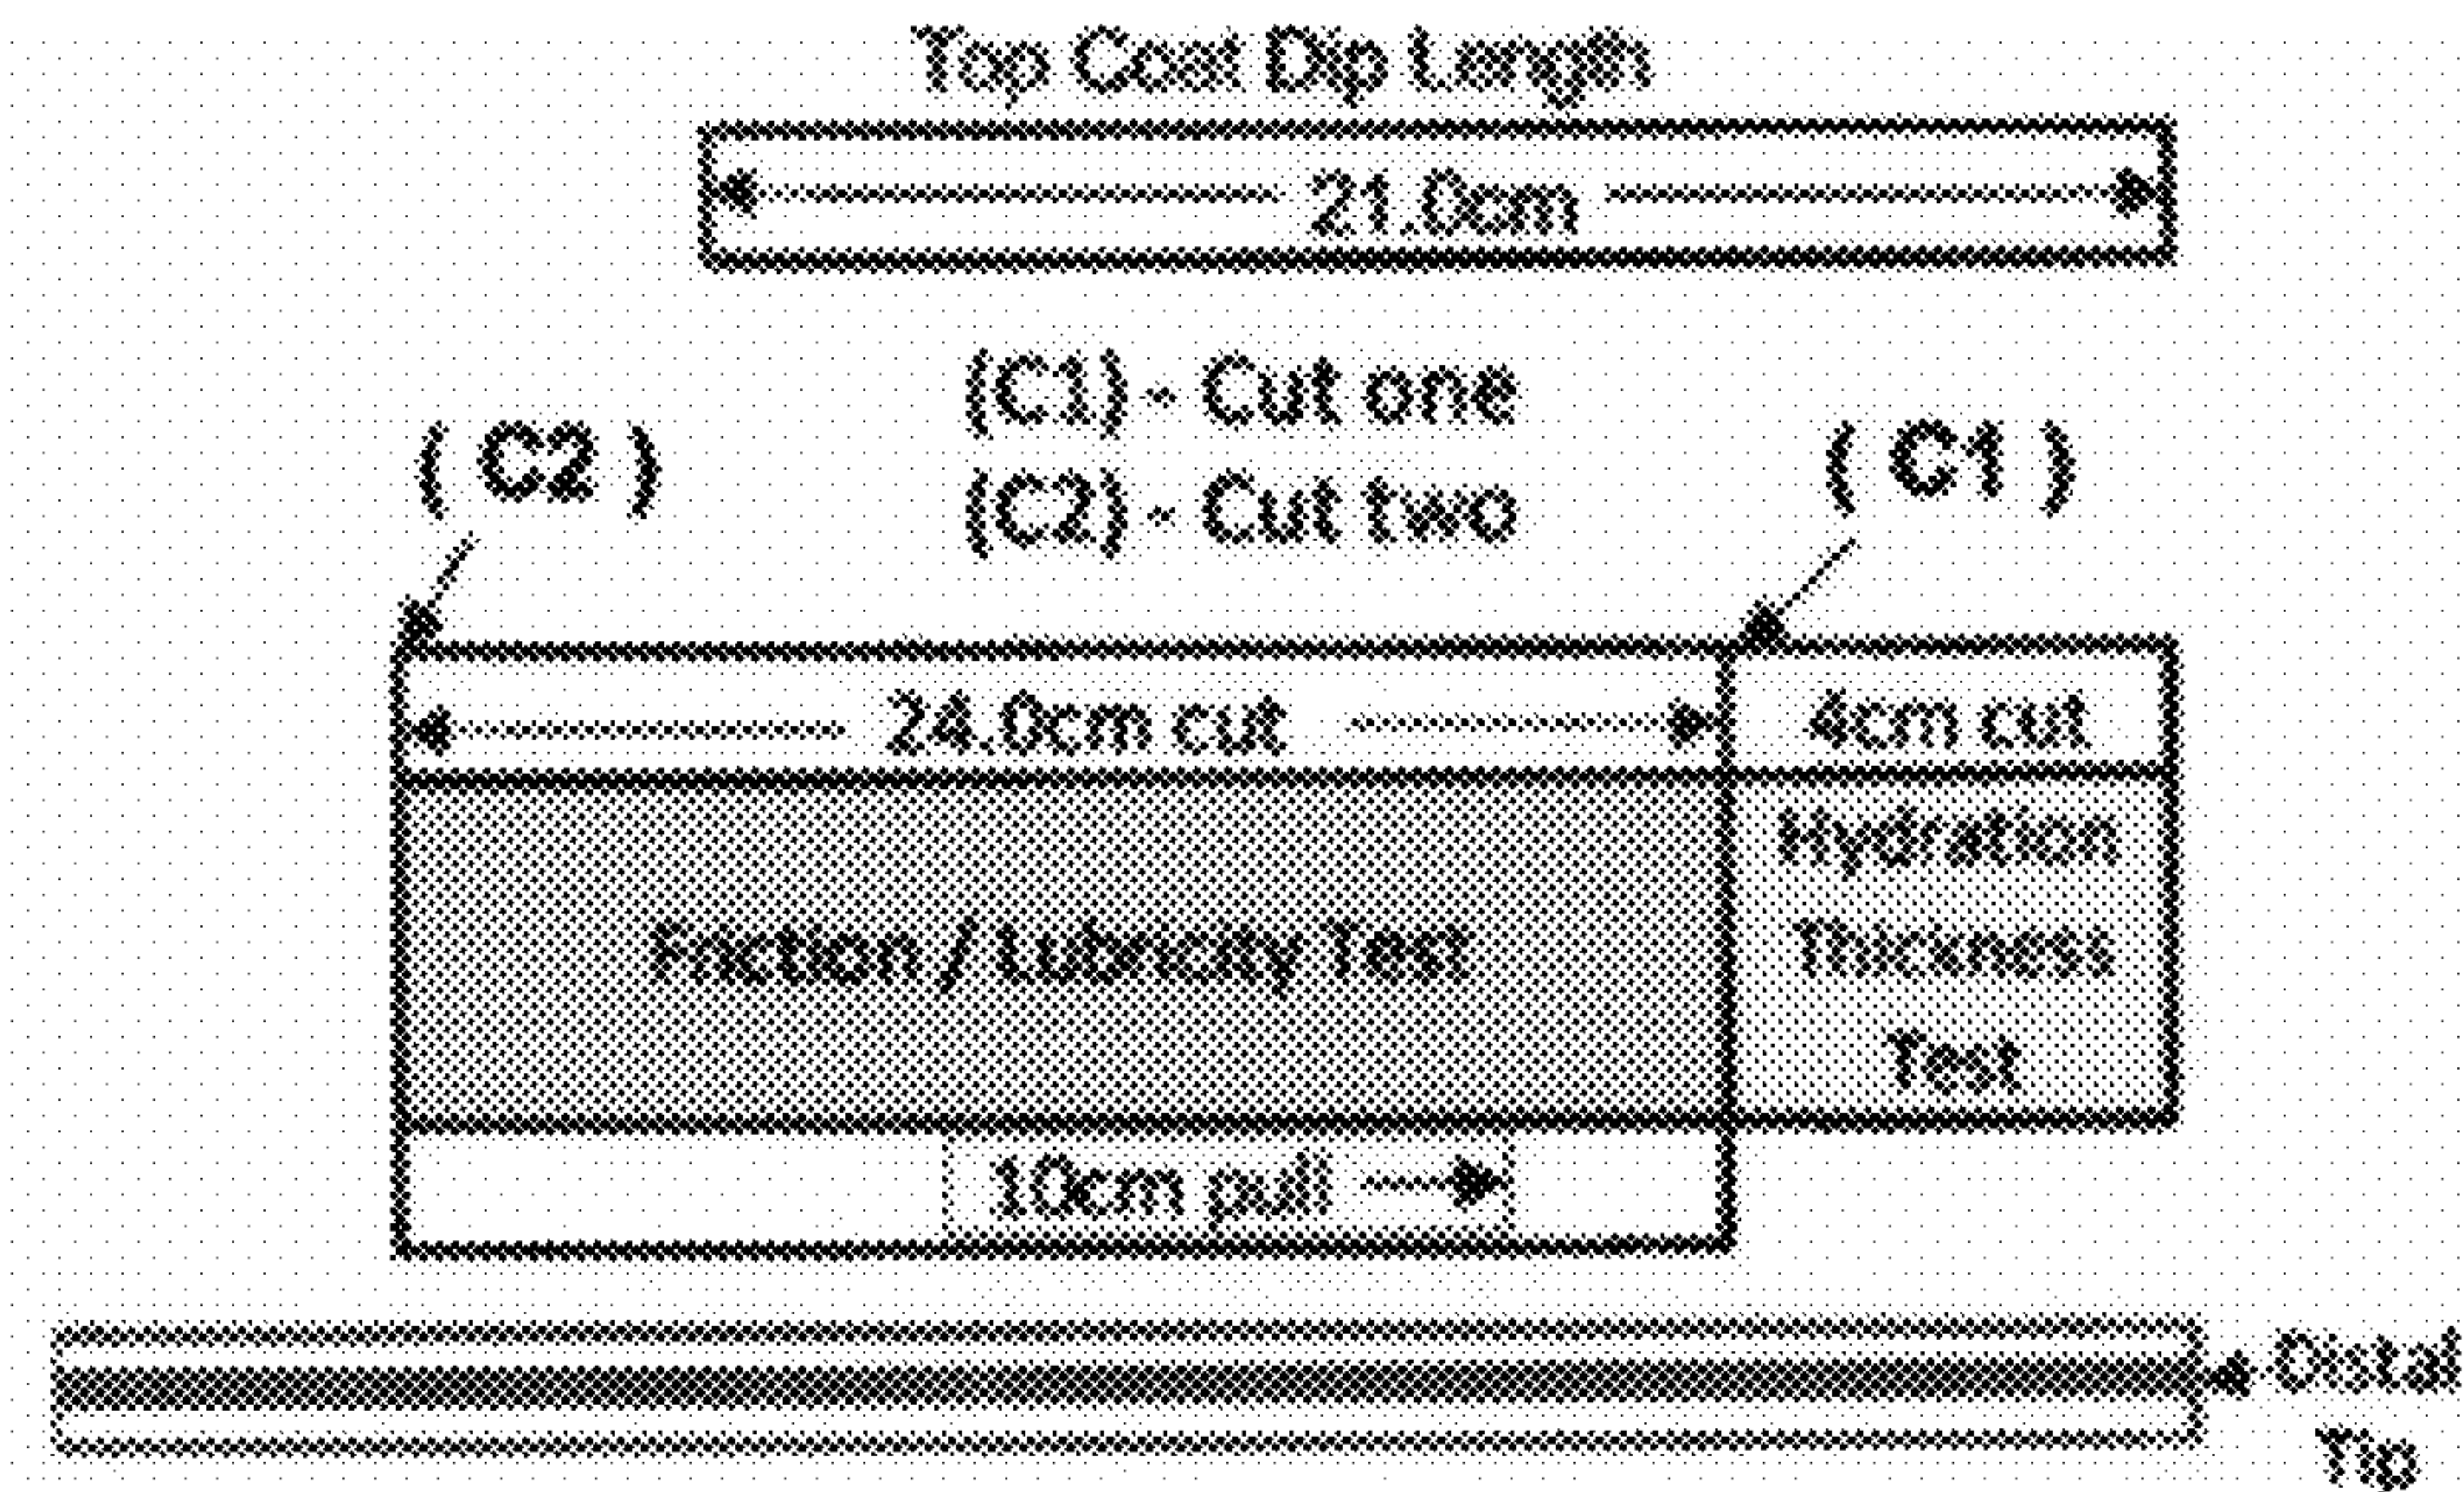 Top Coat Dip Length
21.0cm
(C1) - Cut one
(C2) - Cut two
( C2 )
( C1 )
24.0cm cut
4cm cut
Hydration
Thickness
Test
Friction / Lubricity Test
10cm pull
Distal
Tip